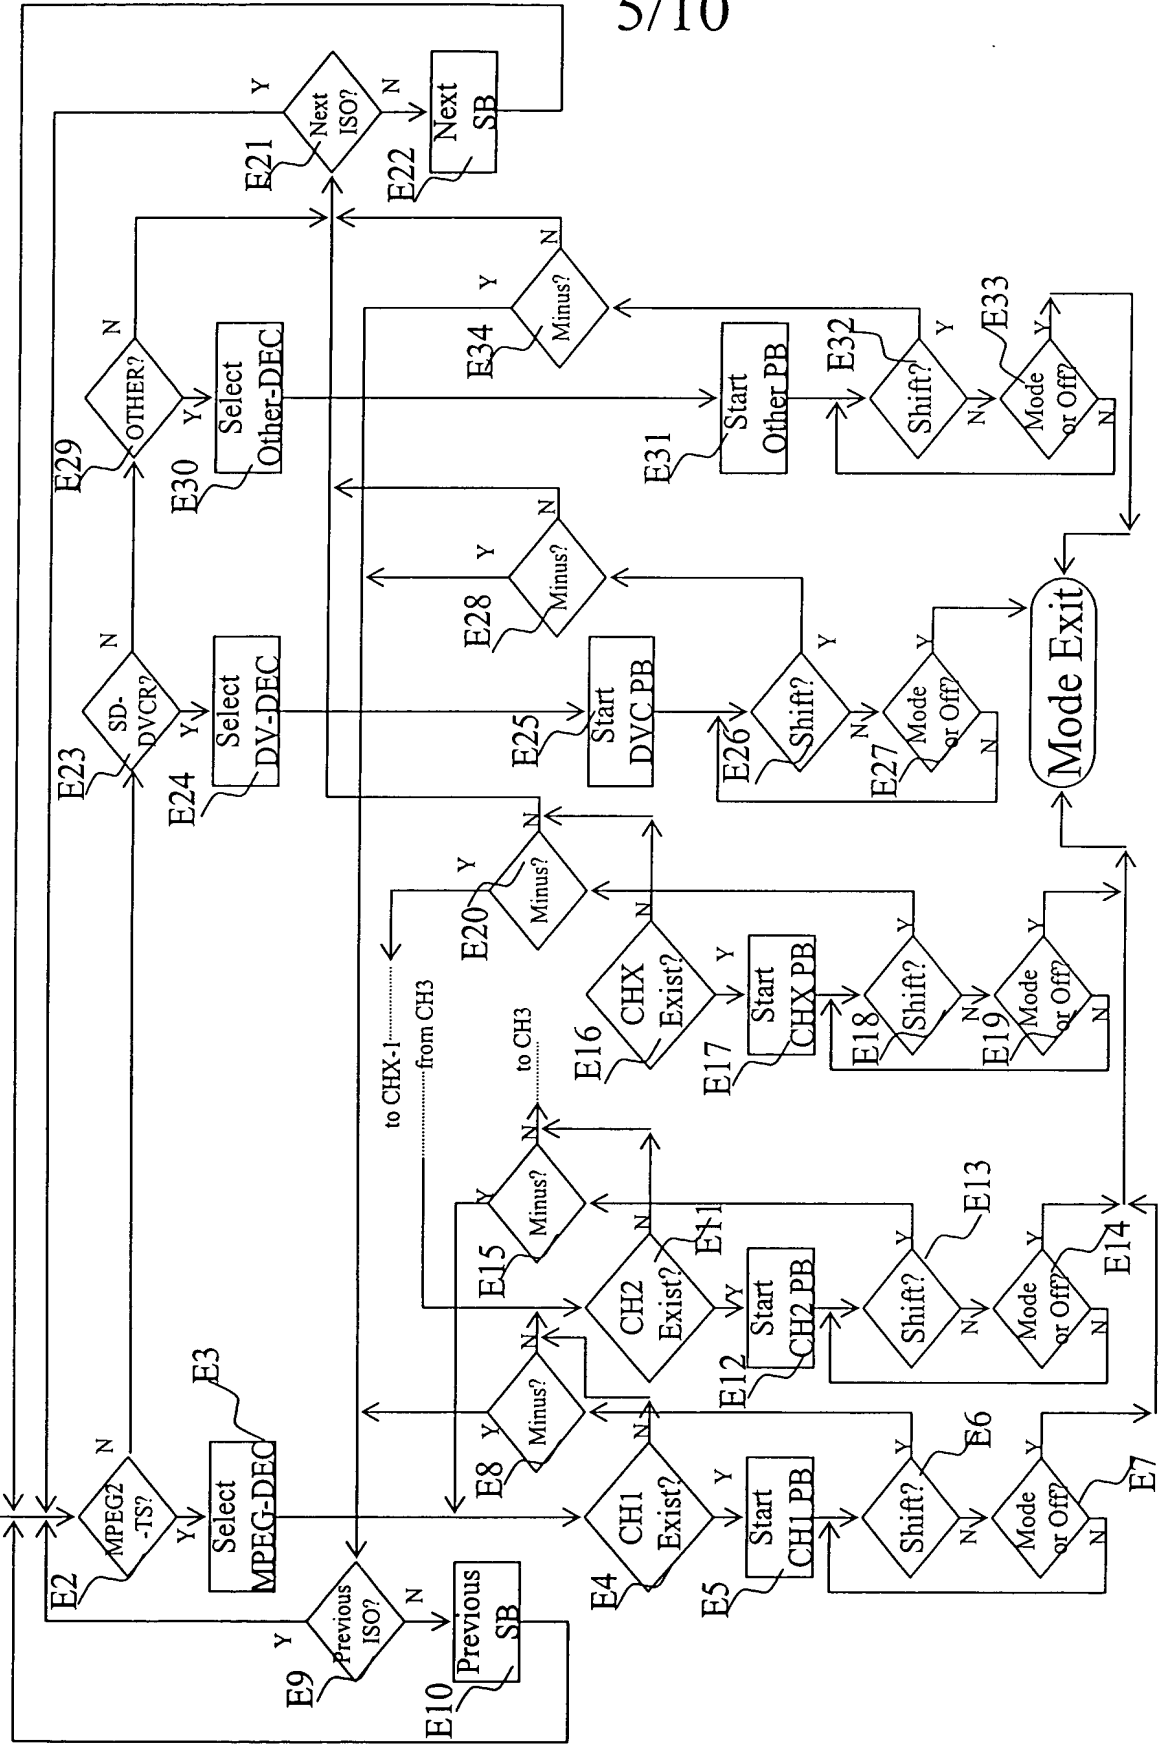 5/10
Y
Next
ISO?
N
E21
Next
SB
E22
N
OTHER?
Y
E29
Select
Other-DEC
E30
N
Y
Minus?
E34
Start
Other PB
E31
E32
Shift?
Y
N
E33
Mode
or Off?
Y
N
N
SD-
DVCR?
Y
E23
Select
DV-DEC
E24
N
Y
Minus?
E28
Start
DVC PB
E25
Shift?
Y
E26
N
Mode
or Off?
Y
E27
N
Mode Exit
N
Y
Minus?
E20
to CHX-1
from CH3
to CH3
N
CHX
Exist?
Y
E16
Start
CHX PB
E17
Y
Shift?
E18
N
Y
Mode
or Off?
E19
N
N
Y
Minus?
E15
N
CH2
Exist?
E11
Y
Start
CH2 PB
E12
Y
Shift?
E13
N
Y
Mode
or Off?
E14
N
N
MPEG2
-TS?
Y
E2
E3
Select
MPEG-DEC
N
Y
Minus?
E8
N
CH1
Exist?
Y
E4
Start
CH1 PB
E5
Y
Shift?
E6
N
Y
Mode
or Off?
E7
N
Y
Previous
ISO?
N
E9
Previous
SB
E10